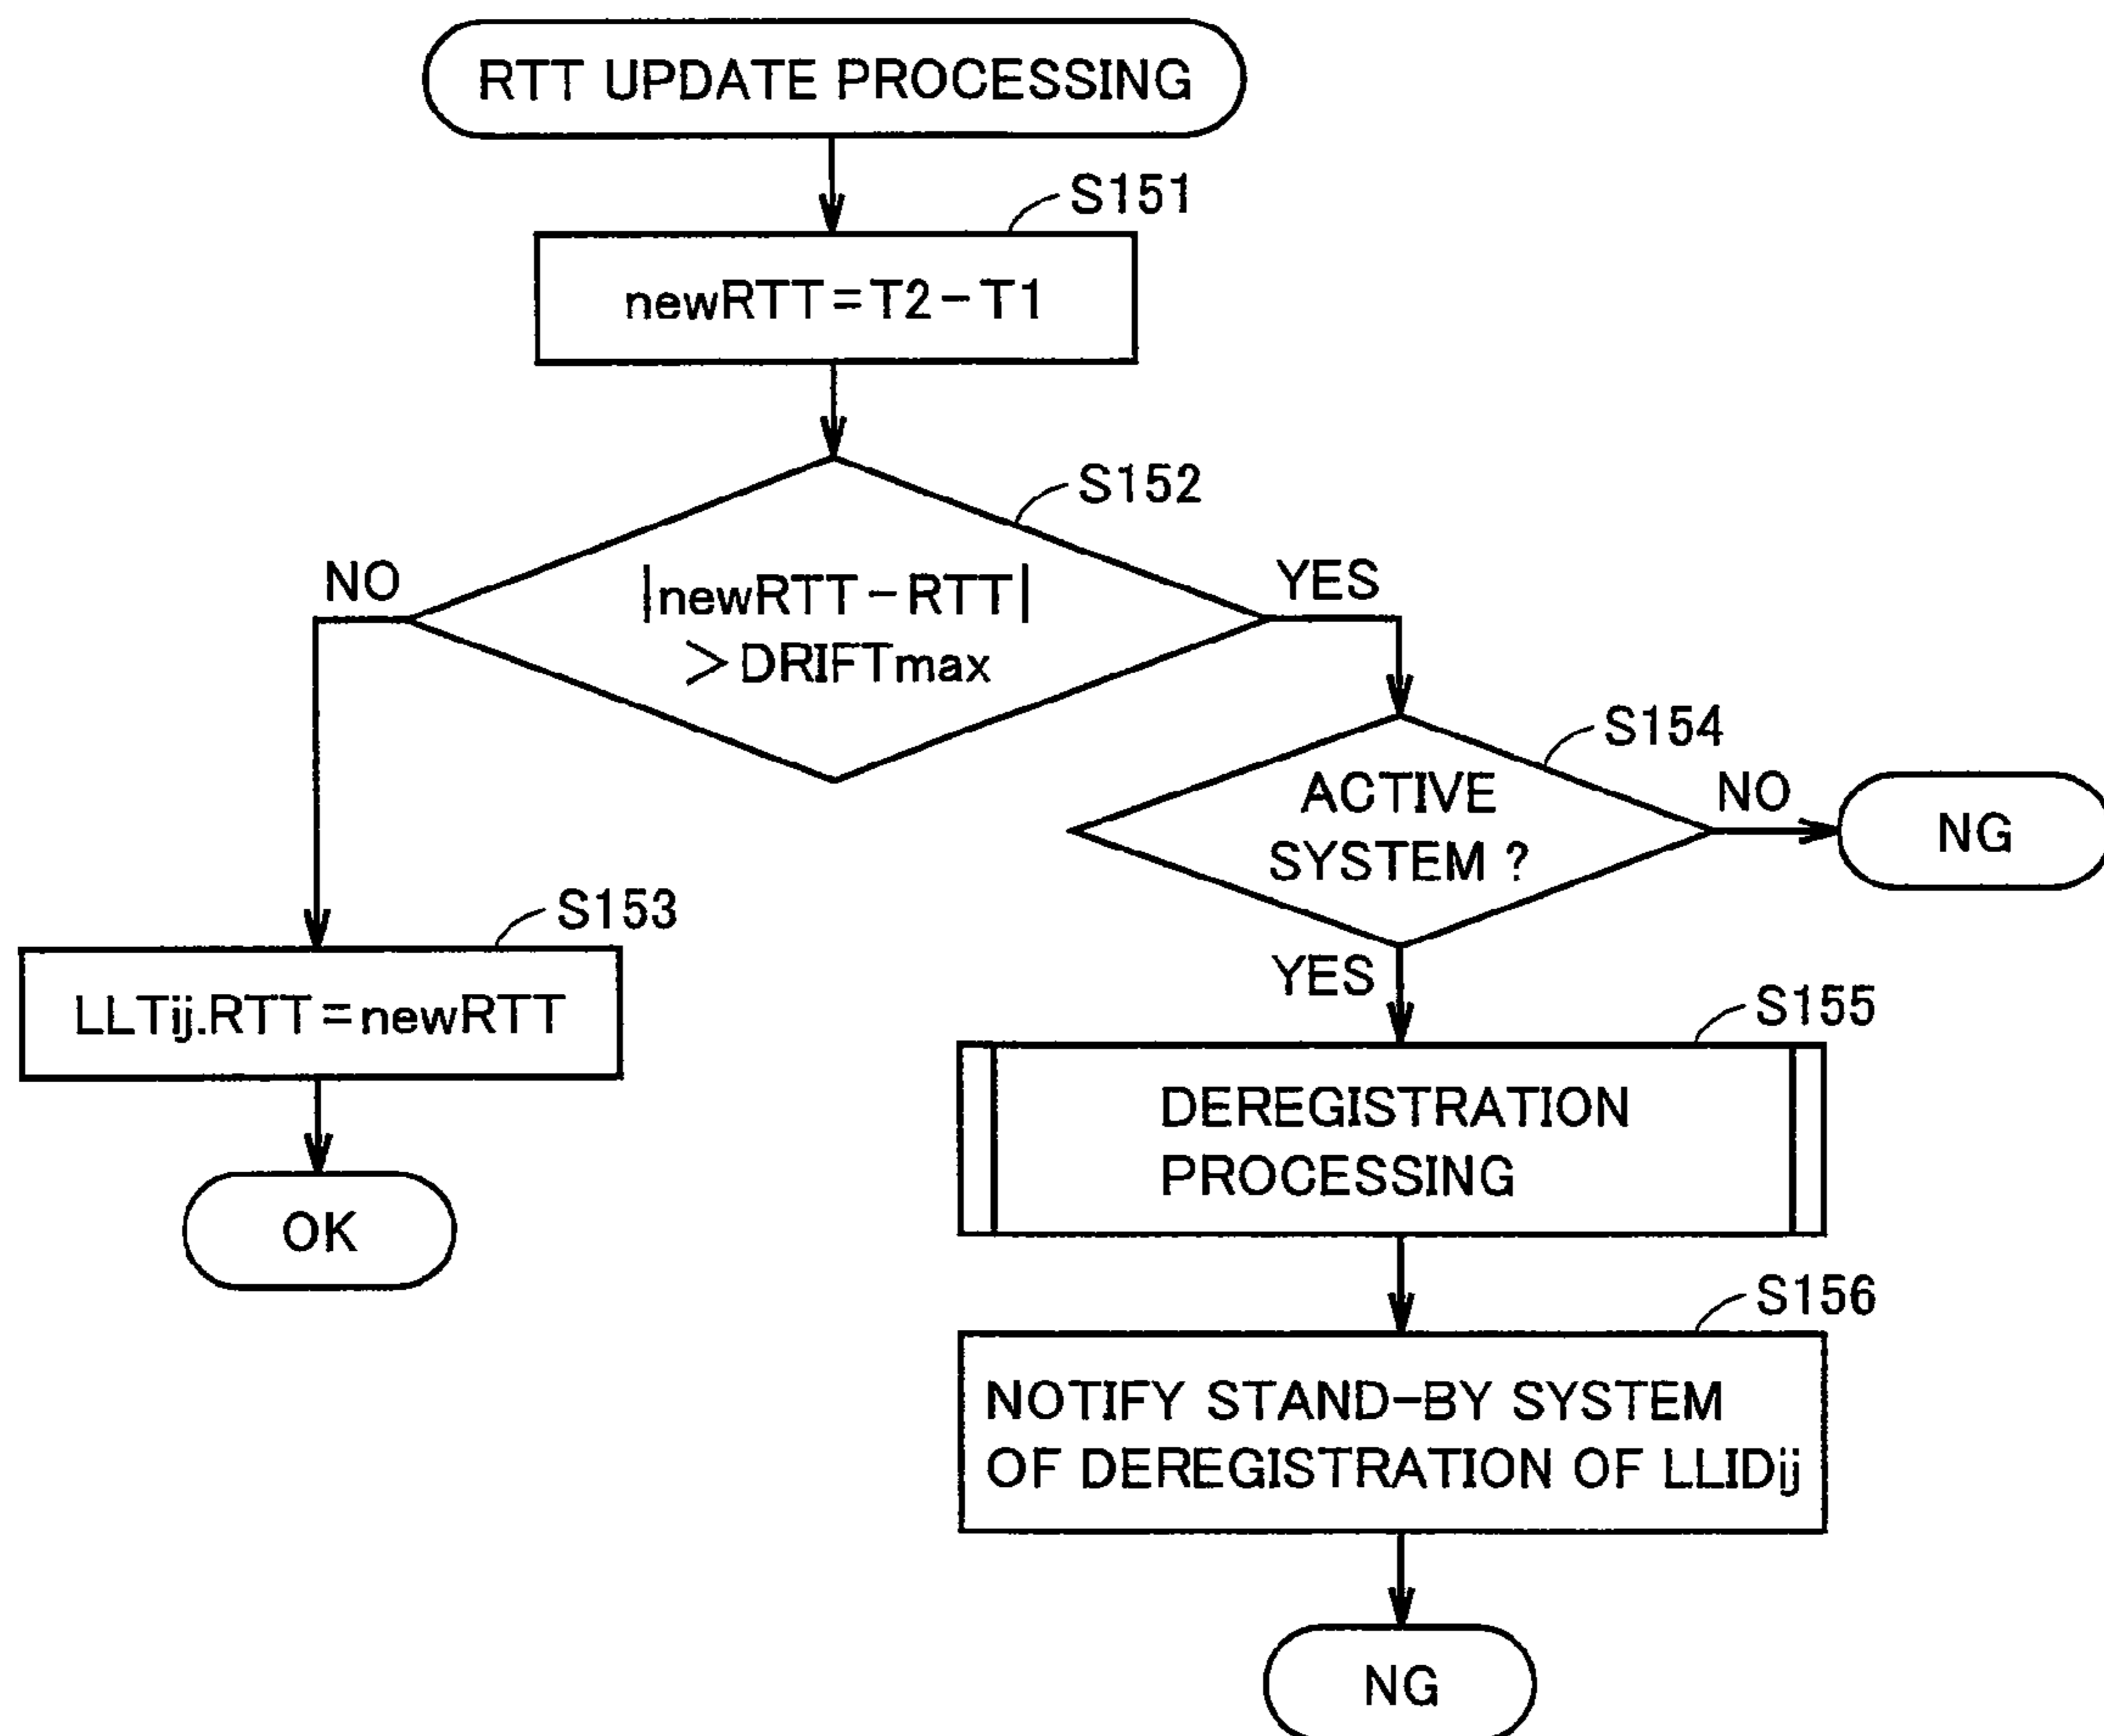 RTT UPDATE PROCESSING
S151
newRTT=T2-T1
S152
NO
|newRTT-RTT|
>DRIFTmax
YES
S154
ACTIVE
SYSTEM ?
NO
NG
S153
LLTij.RTT=newRTT
OK
YES
S155
DEREGISTRATION
PROCESSING
S156
NOTIFY STAND-BY SYSTEM
OF DEREGISTRATION OF LLIDij
NG